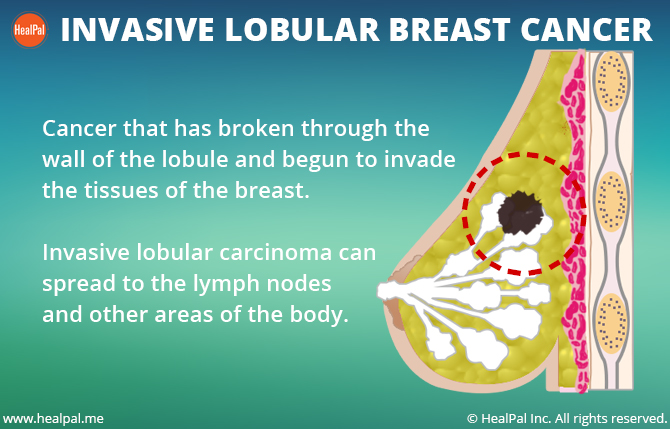 HealPal
INVASIVE LOBULAR BREAST CANCER
Cancer that has broken through the
wall of the lobule and begun to invade
the tissues of the breast.
Invasive lobular carcinoma can
spread to the lymph nodes
and other areas of the body.
www.healpal.me
© HealPal Inc. All rights reserved.